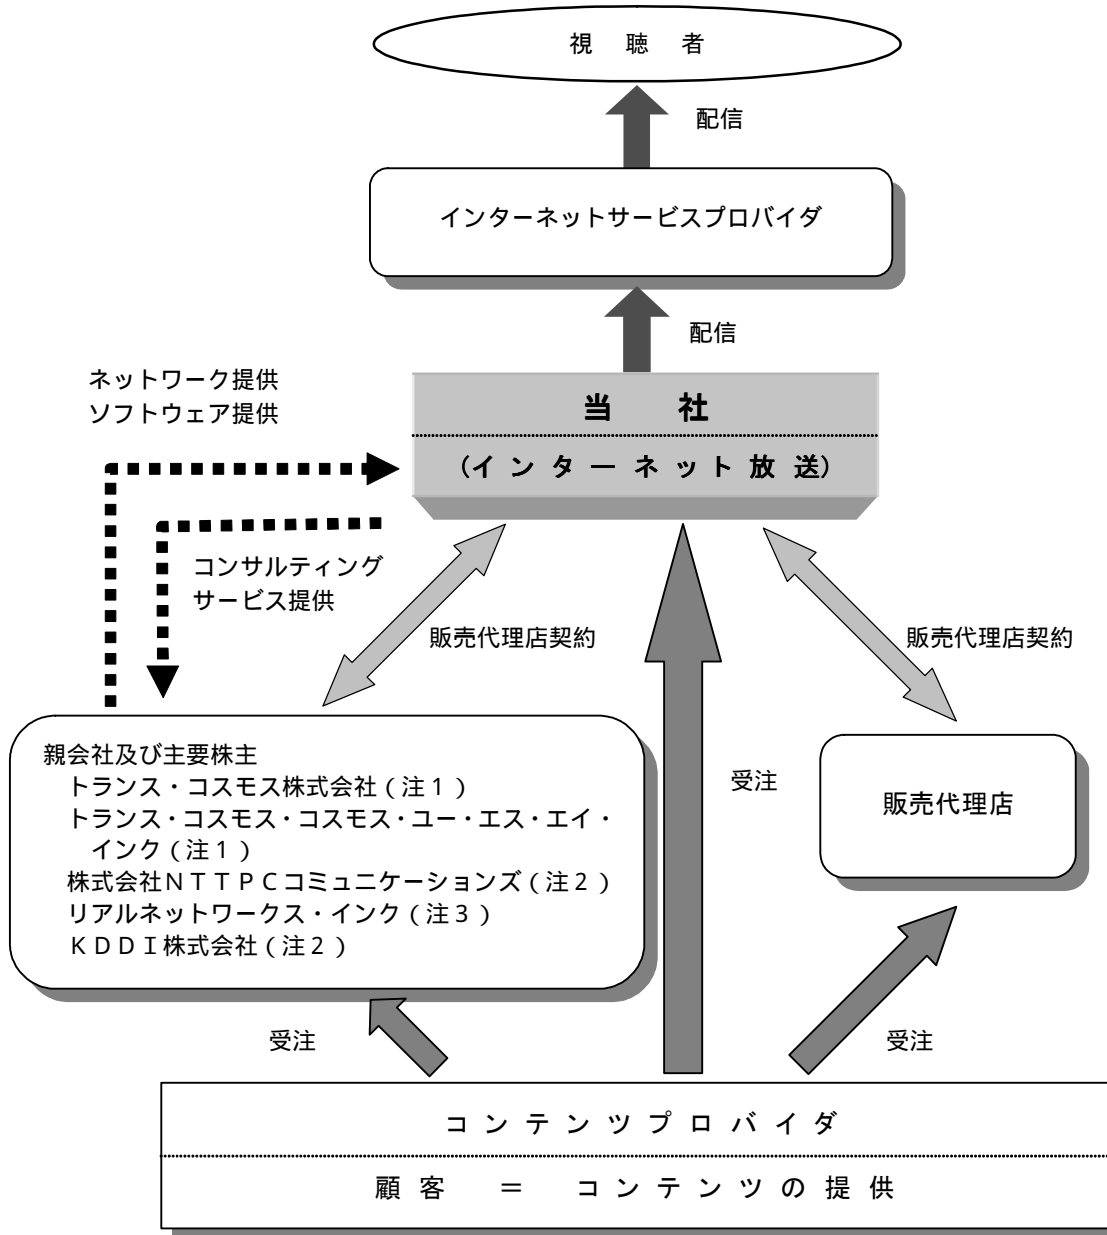 視 聴 者
配信
インターネットサービスプロバイダ
配信
ネットワーク提供
ソフトウェア提供
当 社
(インターネット放送)
コンサルティング
サービス提供
販売代理店契約
販売代理店契約
親会社及び主要株主
トランス・コスモス株式会社(注1)
トランス・コスモス・コスモス・ユー・エス・エイ・
インク(注1)
株式会社NTTPCコミュニケーションズ(注2)
リアルネットワークス・インク(注3)
KDDI株式会社(注2)
受注
販売代理店
受注
受注
コンテンツプロバイダ
顧客 = コンテンツの提供